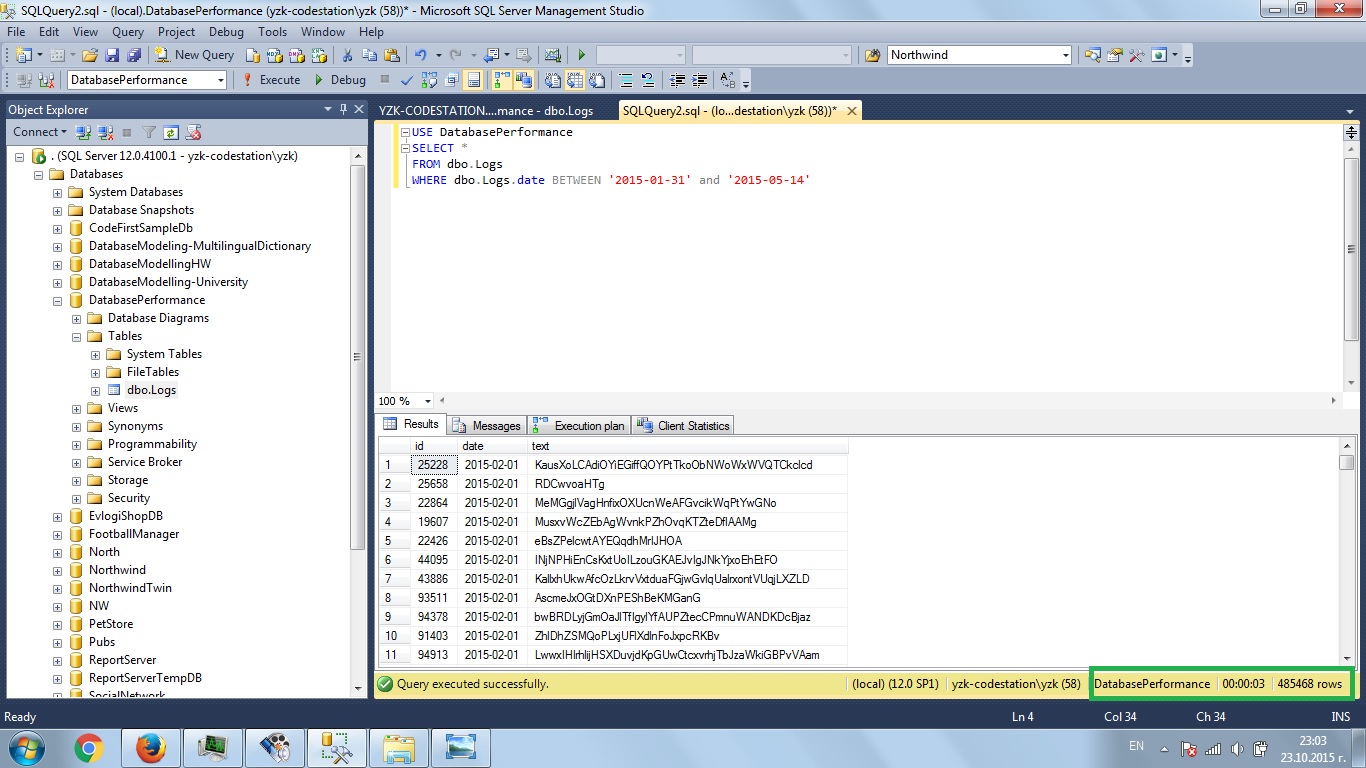 SQLQuery2.sql - (local).DatabasePerformance (yzk-codestation\yzk (58))* - Microsoft SQL Server Management Studio
File Edit View Query Project Debug Tools Window Help
New Query Northwind
DatabasePerformance Execute Debug
Object Explorer
Connect
. (SQL Server 12.0.4100.1 - yzk-codestation\yzk)
Databases
System Databases
Database Snapshots
CodeFirstSampleDb
DatabaseModeling-MultilingualDictionary
DatabaseModellingHW
DatabaseModelling-University
DatabasePerformance
Database Diagrams
Tables
System Tables
FileTables
dbo.Logs
Views
Synonyms
Programmability
Service Broker
Storage
Security
EvlogiShopDB
FootballManager
North
Northwind
NorthwindTwin
NW
PetStore
Pubs
ReportServer
ReportServerTempDB
SocialNetwork
YZK-CODESTATION....mance - dbo.Logs SQLQuery2.sql - (lo...destation\yzk (58))*
USE DatabasePerformance
SELECT *
FROM dbo.Logs
WHERE dbo.Logs.date BETWEEN '2015-01-31' and '2015-05-14'
100 %
Results Messages Execution plan Client Statistics
id date text
1 25228 2015-02-01
2 25658 2015-02-01 RDCwvoaHTg
3 22864 2015-02-01
4 19607 2015-02-01
5 22426 2015-02-01
6 44095 2015-02-01
7 43886 2015-02-01
8 93511 2015-02-01 AscmeJxOGtDXnPEShBeKMGanG
9 94378 2015-02-01
10 91403 2015-02-01
11 94913 2015-02-01
Query executed successfully. (local) (12.0 SP1) yzk-codestation\yzk (58) DatabasePerformance 00:00:03 485468 rows
Ready Ln 4 Col 34 Ch 34 INS
EN 23:03
23.10.2015 г.